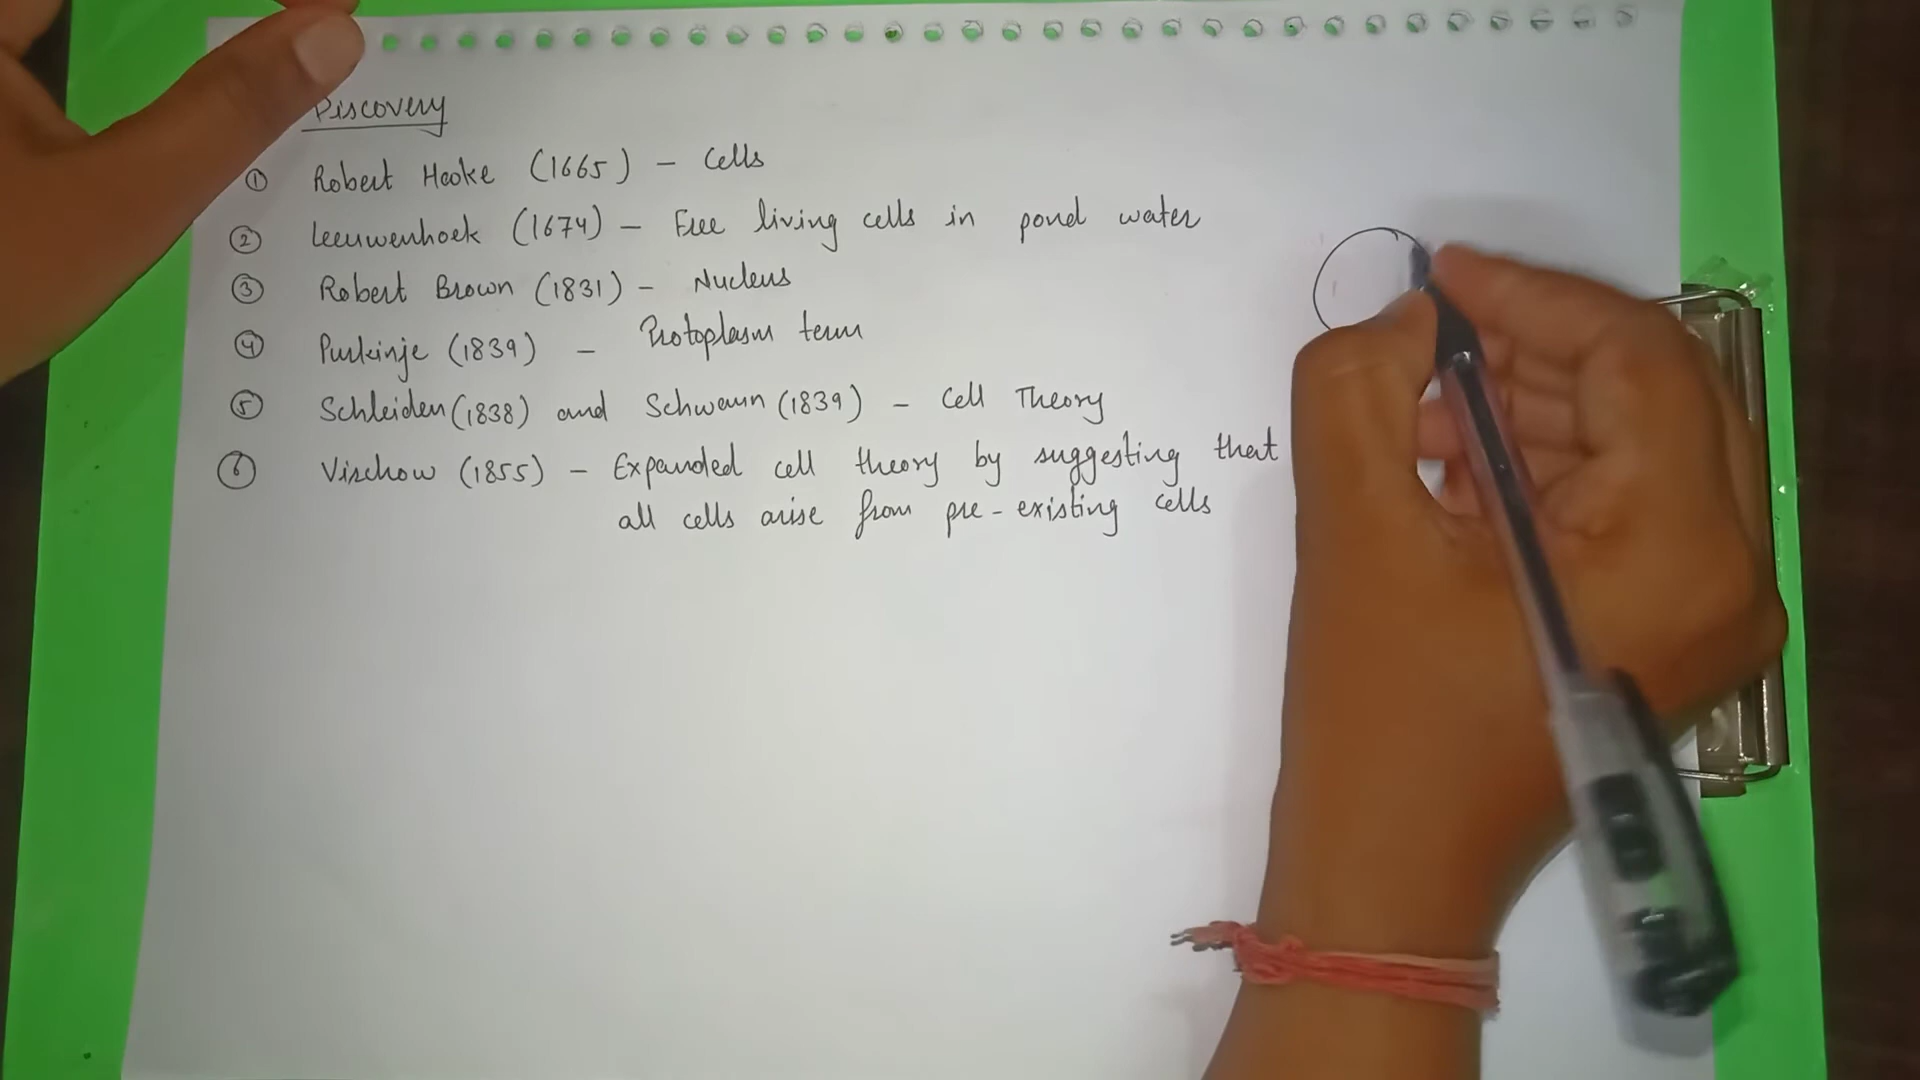 Discovery
① Robert Hooke (1665) - Cells
② Leeuwenhoek (1674) - Free living cells in pond water
③ Robert Brown (1831) - Nucleus
④ Purkinje (1839) - Protoplasm term
⑤ Schleiden (1838) and Schwann (1839) - Cell Theory
⑥ Virchow (1855) - Expanded cell theory by suggesting that
all cells arise from pre-existing cells